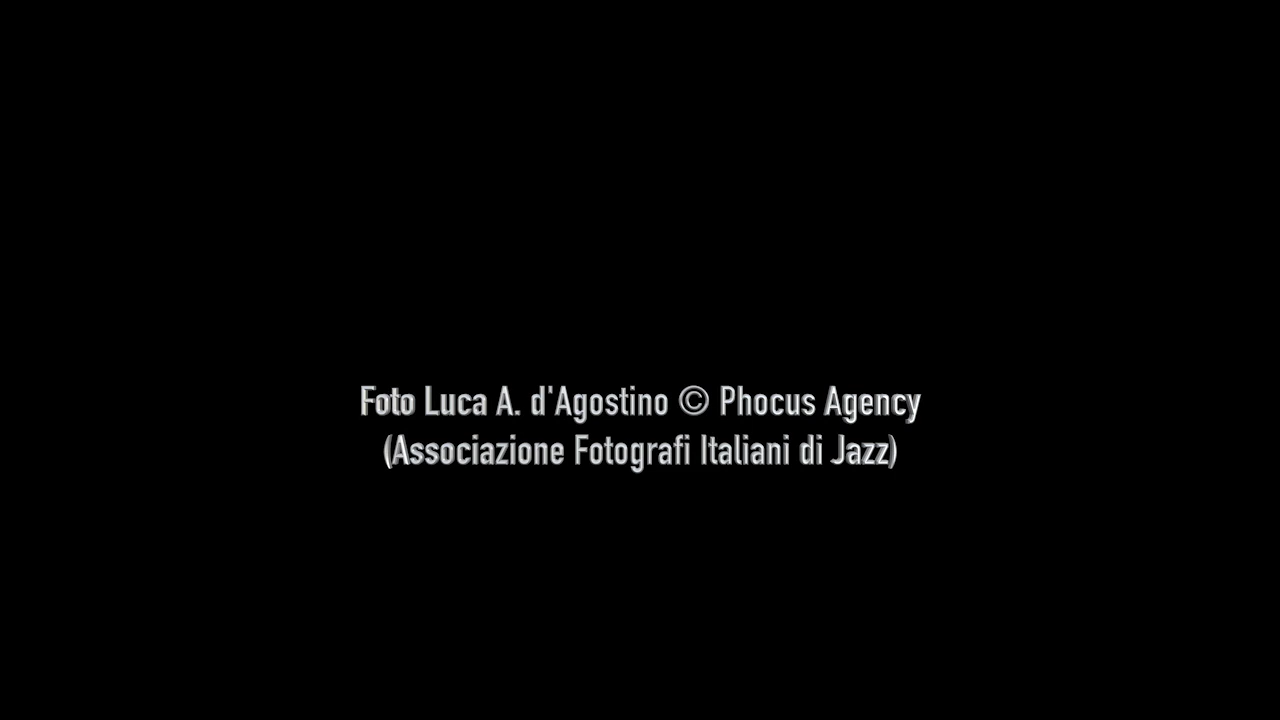 Foto Luca A. d'Agostino © Phocus Agency
(Associazione Fotografi Italiani di Jazz)